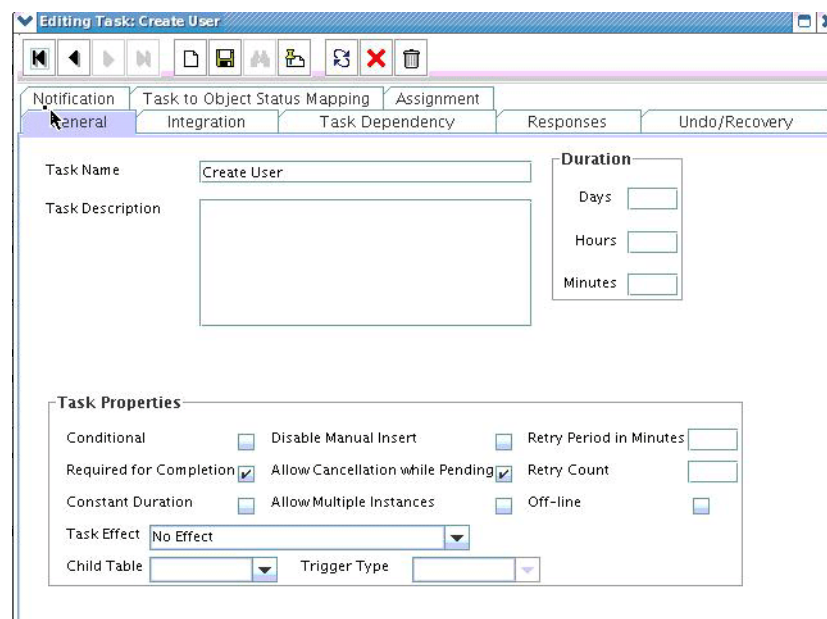 Editing Task: Create User
Notification Task to Object Status Mapping Assignment
General Integration Task Dependency Responses Undo/Recovery
Task Name Create User
Task Description
Duration
Days
Hours
Minutes
Task Properties
Conditional Disable Manual Insert Retry Period in Minutes
Required for Completion Allow Cancellation while Pending Retry Count
Constant Duration Allow Multiple Instances Off-line
Task Effect No Effect
Child Table Trigger Type